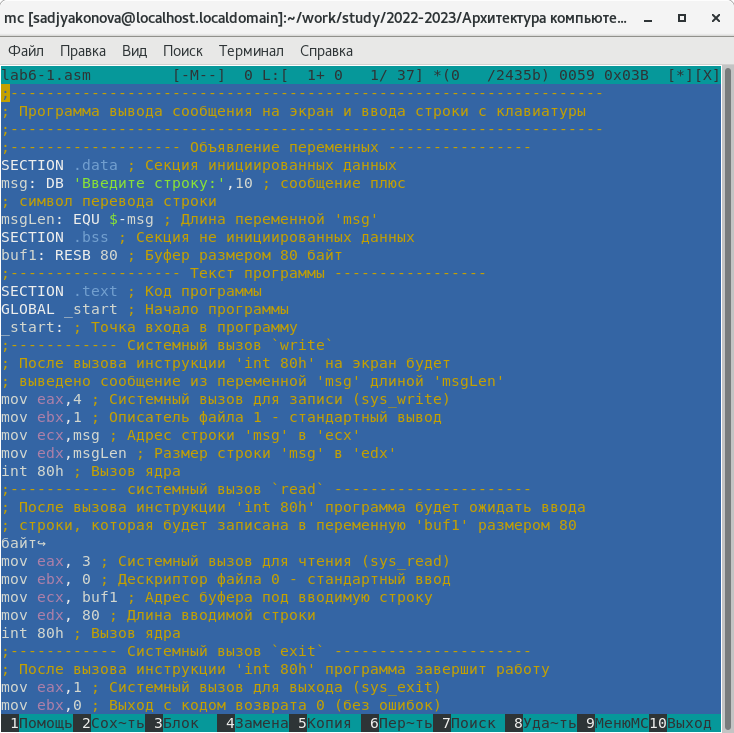 mc [sadjyakonova@localhost.localdomain]:~/work/study/2022-2023/Архитектура компьюте...
Файл Правка Вид Поиск Терминал Справка
lab6-1.asm [-M--] 0 L:[ 1+ 0 1/ 37] *(0 /2435b) 0059 0x03B [*][X]
;------------------------------------------------------------------
; Программа вывода сообщения на экран и ввода строки с клавиатуры
;------------------------------------------------------------------
;------------------- Объявление переменных ----------------
SECTION .data ; Секция инициированных данных
msg: DB 'Введите строку:',10 ; сообщение плюс
; символ перевода строки
msgLen: EQU $-msg ; Длина переменной 'msg'
SECTION .bss ; Секция не инициированных данных
buf1: RESB 80 ; Буфер размером 80 байт
;------------------- Текст программы -----------------
SECTION .text ; Код программы
GLOBAL _start ; Начало программы
_start: ; Точка входа в программу
;------------ Системный вызов `write`
; После вызова инструкции 'int 80h' на экран будет
; выведено сообщение из переменной 'msg' длиной 'msgLen'
mov eax,4 ; Системный вызов для записи (sys_write)
mov ebx,1 ; Описатель файла 1 - стандартный вывод
mov ecx,msg ; Адрес строки 'msg' в 'ecx'
mov edx,msgLen ; Размер строки 'msg' в 'edx'
int 80h ; Вызов ядра
;------------ системный вызов `read` ----------------------
; После вызова инструкции 'int 80h' программа будет ожидать ввода
; строки, которая будет записана в переменную 'buf1' размером 80
байт↪
mov eax, 3 ; Системный вызов для чтения (sys_read)
mov ebx, 0 ; Дескриптор файла 0 - стандартный ввод
mov ecx, buf1 ; Адрес буфера под вводимую строку
mov edx, 80 ; Длина вводимой строки
int 80h ; Вызов ядра
;------------ Системный вызов `exit` ----------------------
; После вызова инструкции 'int 80h' программа завершит работу
mov eax,1 ; Системный вызов для выхода (sys_exit)
mov ebx,0 ; Выход с кодом возврата 0 (без ошибок)
1Помощь 2Сох~ть 3Блок 4Замена 5Копия 6Пер~ть 7Поиск 8Уда~ть 9МенюMC 10Выход